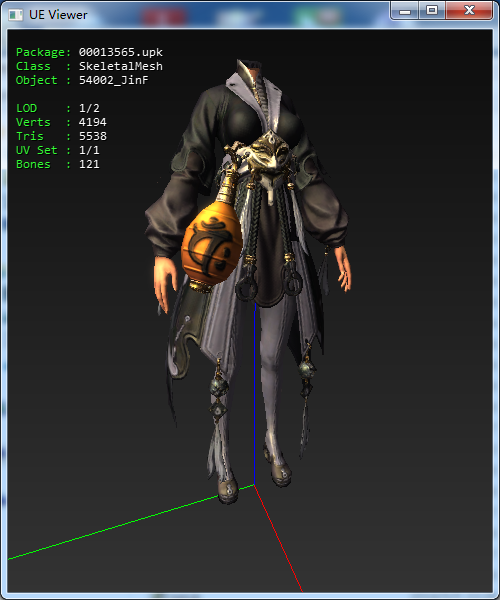 UE Viewer
Package: 00013565.upk
Class : SkeletalMesh
Object : 54002_JinF
LOD : 1/2
Verts : 4194
Tris : 5538
UV Set : 1/1
Bones : 121